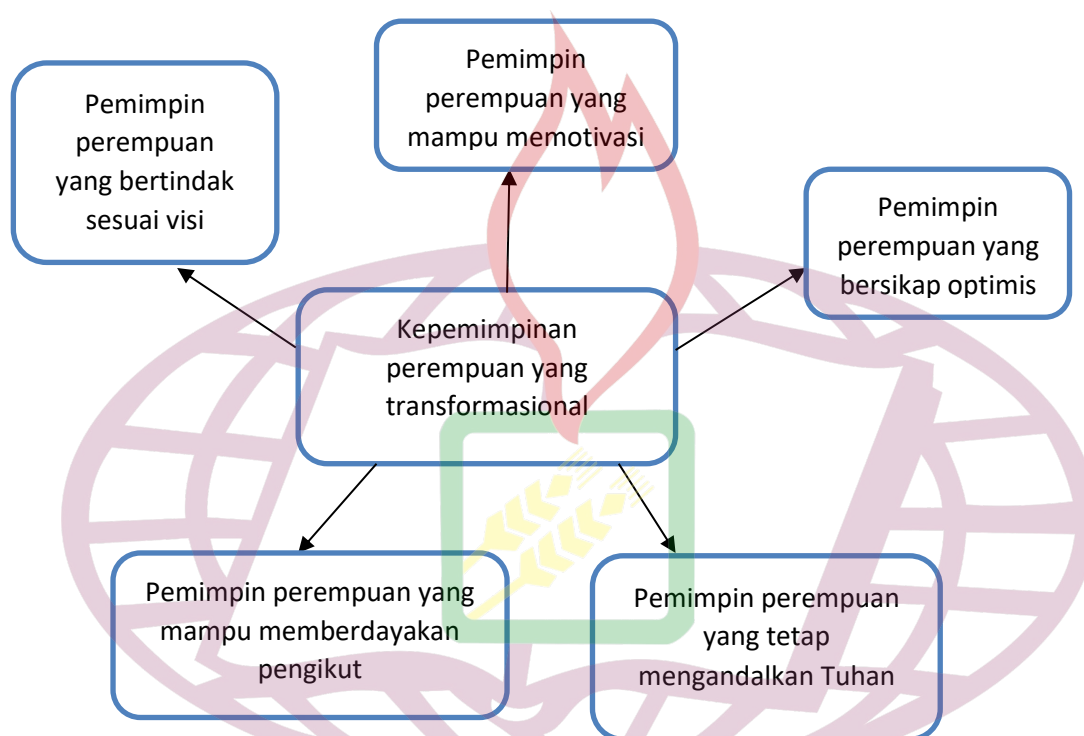 Pemimpin
perempuan yang
mampu memotivasi
Pemimpin
perempuan
yang bertindak
sesuai visi
Pemimpin
perempuan yang
bersikap optimis
Kepemimpinan
perempuan yang
transformasional
Pemimpin perempuan yang
mampu memberdayakan
pengikut
Pemimpin perempuan
yang tetap
mengandalkan Tuhan